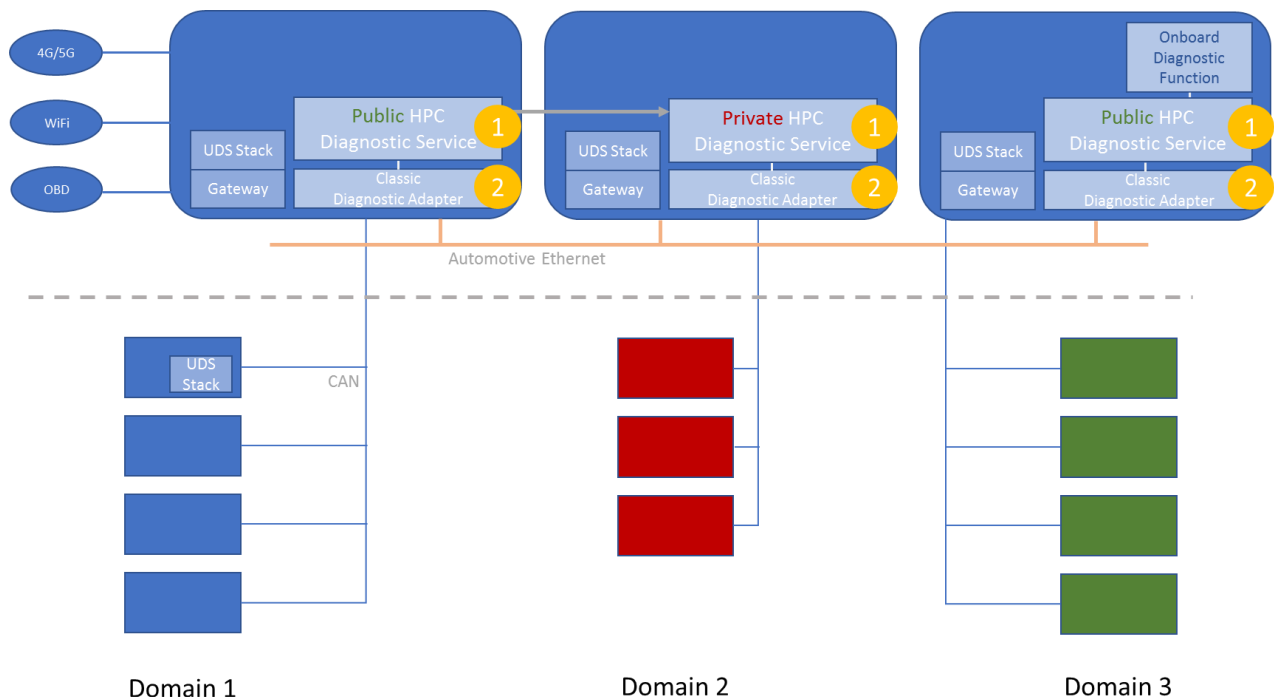 4G/5G
WiFi
OBD
Public HPC
Diagnostic Service
1
UDS Stack
Gateway
Classic
Diagnostic Adapter
2
Private HPC
Diagnostic Service
1
UDS Stack
Gateway
Classic
Diagnostic Adapter
2
Onboard
Diagnostic
Function
Public HPC
Diagnostic Service
1
UDS Stack
Gateway
Classic
Diagnostic Adapter
2
Automotive Ethernet
UDS
Stack
CAN
Domain 1
Domain 2
Domain 3